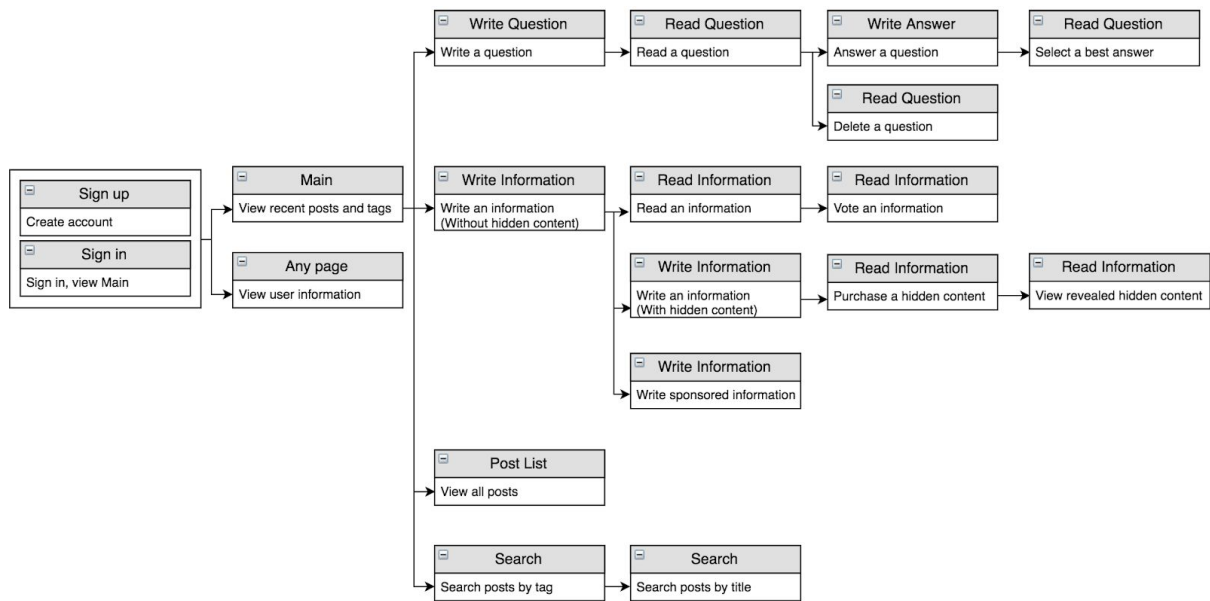 Write Question
Write a question
Read Question
Read a question
Write Answer
Answer a question
Read Question
Select a best answer
Read Question
Delete a question
Sign up
Create account
Sign in
Sign in, view Main
Main
View recent posts and tags
Any page
View user information
Write Information
Write an information
(Without hidden content)
Read Information
Read an information
Read Information
Vote an information
Write Information
Write an information
(With hidden content)
Read Information
Purchase a hidden content
Read Information
View revealed hidden content
Write Information
Write sponsored information
Post List
View all posts
Search
Search posts by tag
Search
Search posts by title